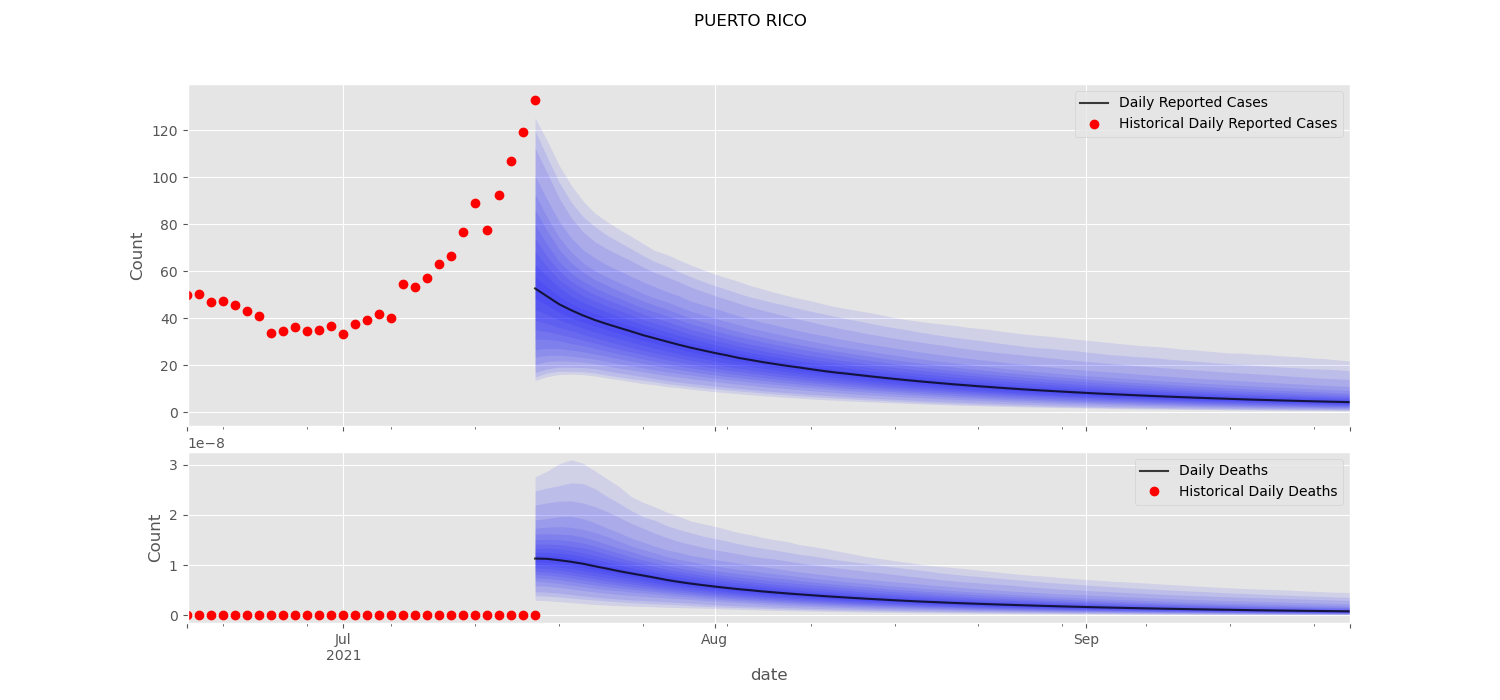 PUERTO RICO
Daily Reported Cases
Historical Daily Reported Cases
120
100
80
60
40
20
0
Count
1e−8
Daily Deaths
Historical Daily Deaths
3
2
1
0
Count
Jul
2021
Aug
Sep
date